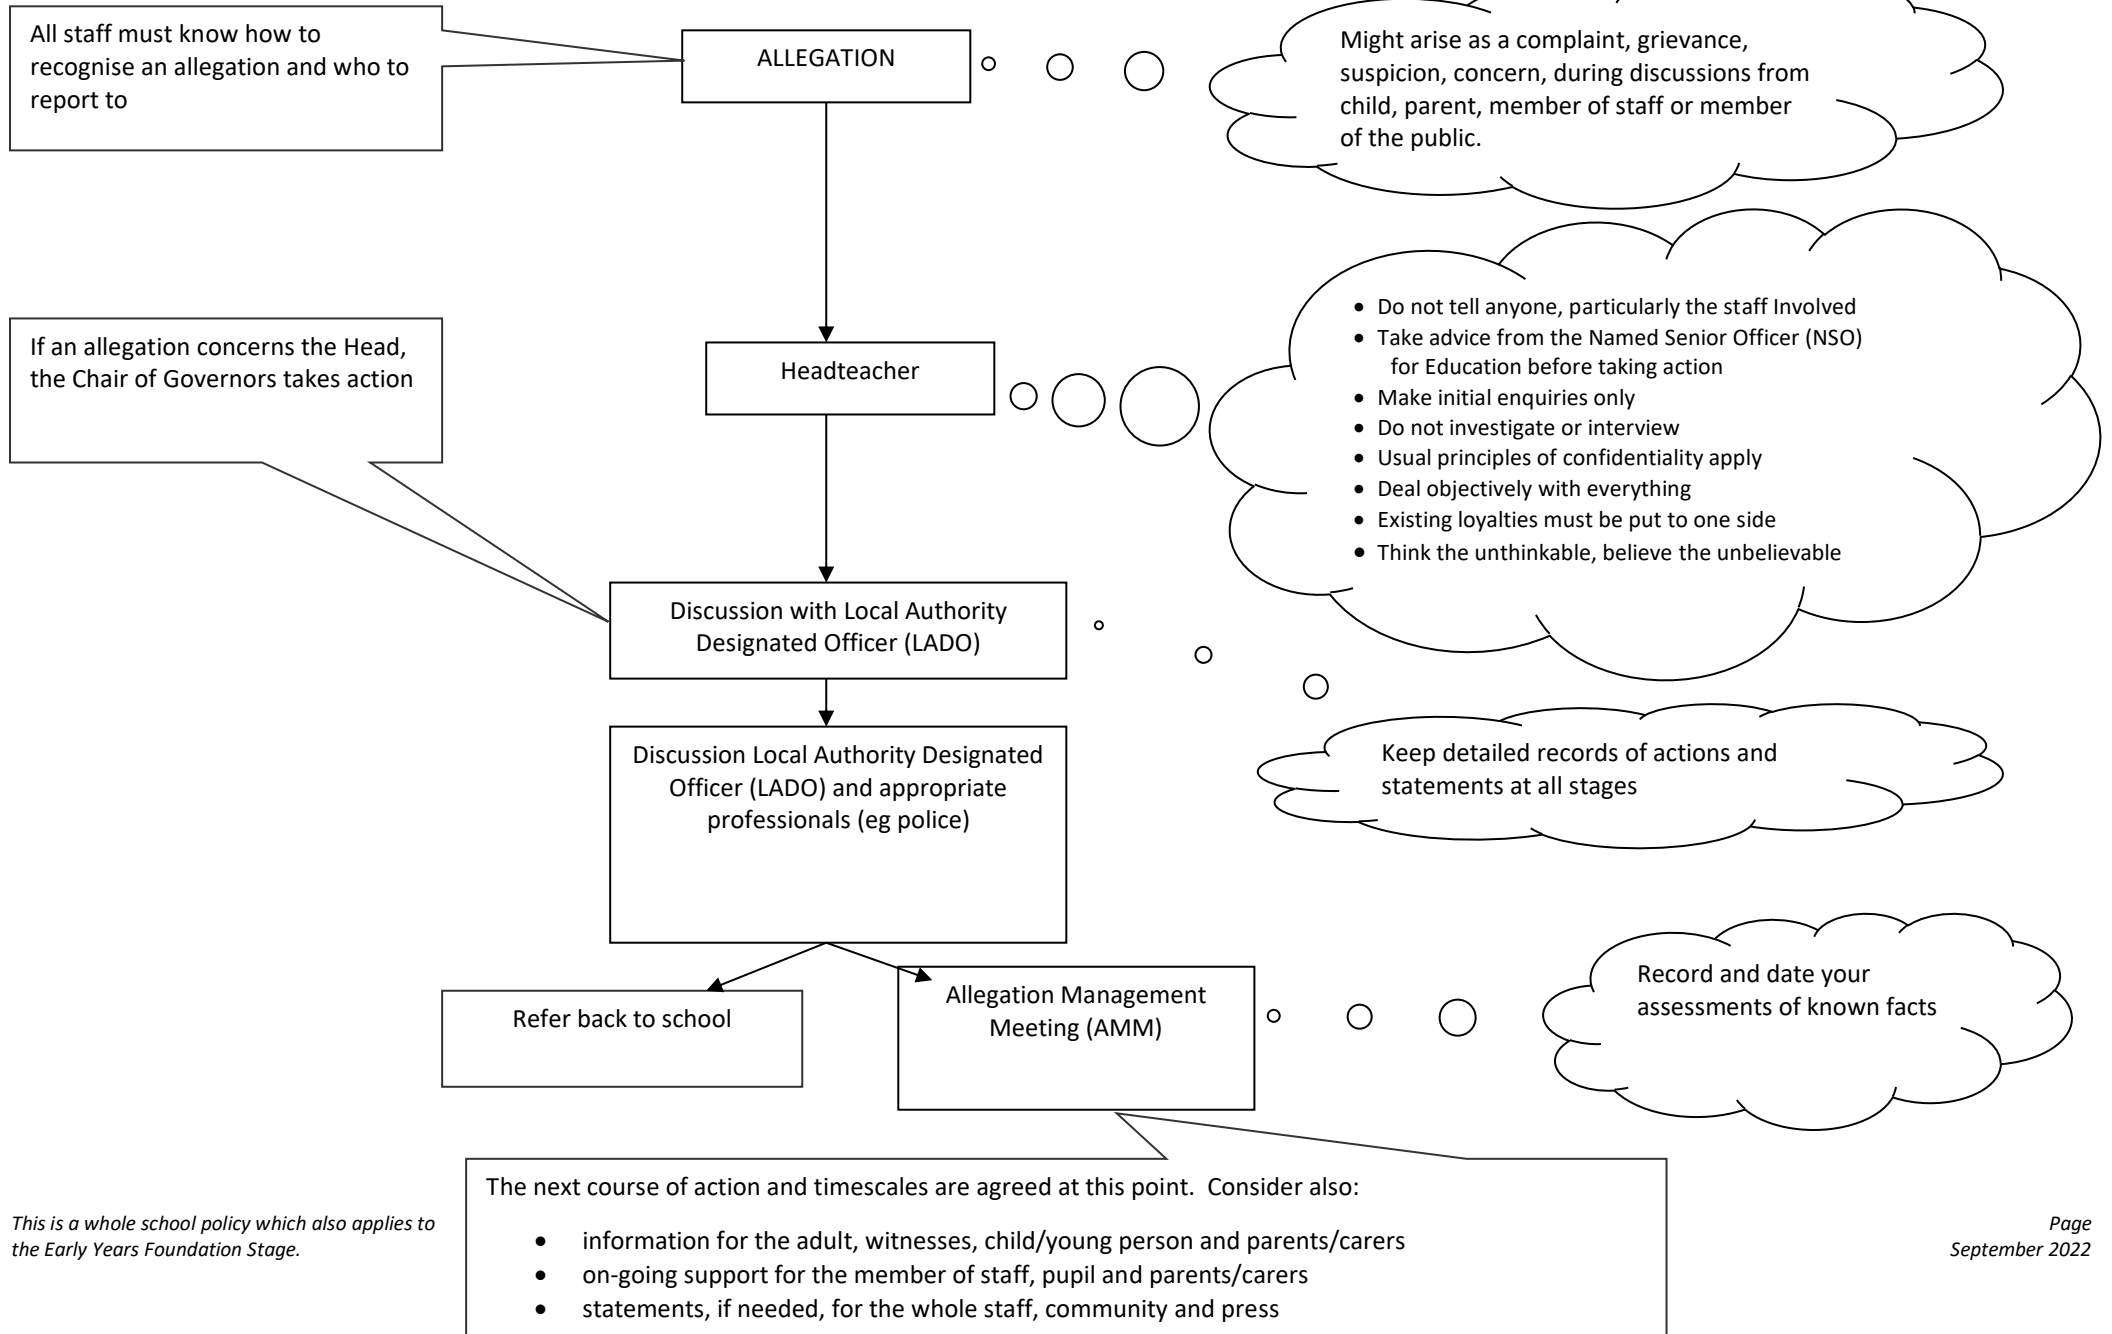 All staff must know how to
recognise an allegation and who to
report to
ALLEGATION
Might arise as a complaint, grievance,
suspicion, concern, during discussions from
child, parent, member of staff or member
of the public.
If an allegation concerns the Head,
the Chair of Governors takes action
Headteacher
• Do not tell anyone, particularly the staff Involved
• Take advice from the Named Senior Officer (NSO)
for Education before taking action
• Make initial enquiries only
• Do not investigate or interview
• Usual principles of confidentiality apply
• Deal objectively with everything
• Existing loyalties must be put to one side
• Think the unthinkable, believe the unbelievable
Discussion with Local Authority
Designated Officer (LADO)
Discussion Local Authority Designated
Officer (LADO) and appropriate
professionals (eg police)
Keep detailed records of actions and
statements at all stages
Refer back to school
Allegation Management
Meeting (AMM)
Record and date your
assessments of known facts
The next course of action and timescales are agreed at this point.  Consider also:
• information for the adult, witnesses, child/young person and parents/carers
• on-going support for the member of staff, pupil and parents/carers
• statements, if needed, for the whole staff, community and press
This is a whole school policy which also applies to
the Early Years Foundation Stage.
Page
September 2022